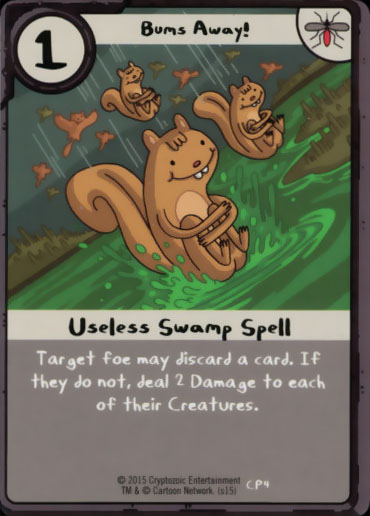 1
Bums Away!
Useless Swamp Spell
Target foe may discard a card. If
they do not, deal 2 Damage to each
of their Creatures.
© 2015 Cryptozoic Entertainment
TM & © Cartoon Network. (s15)
CP4